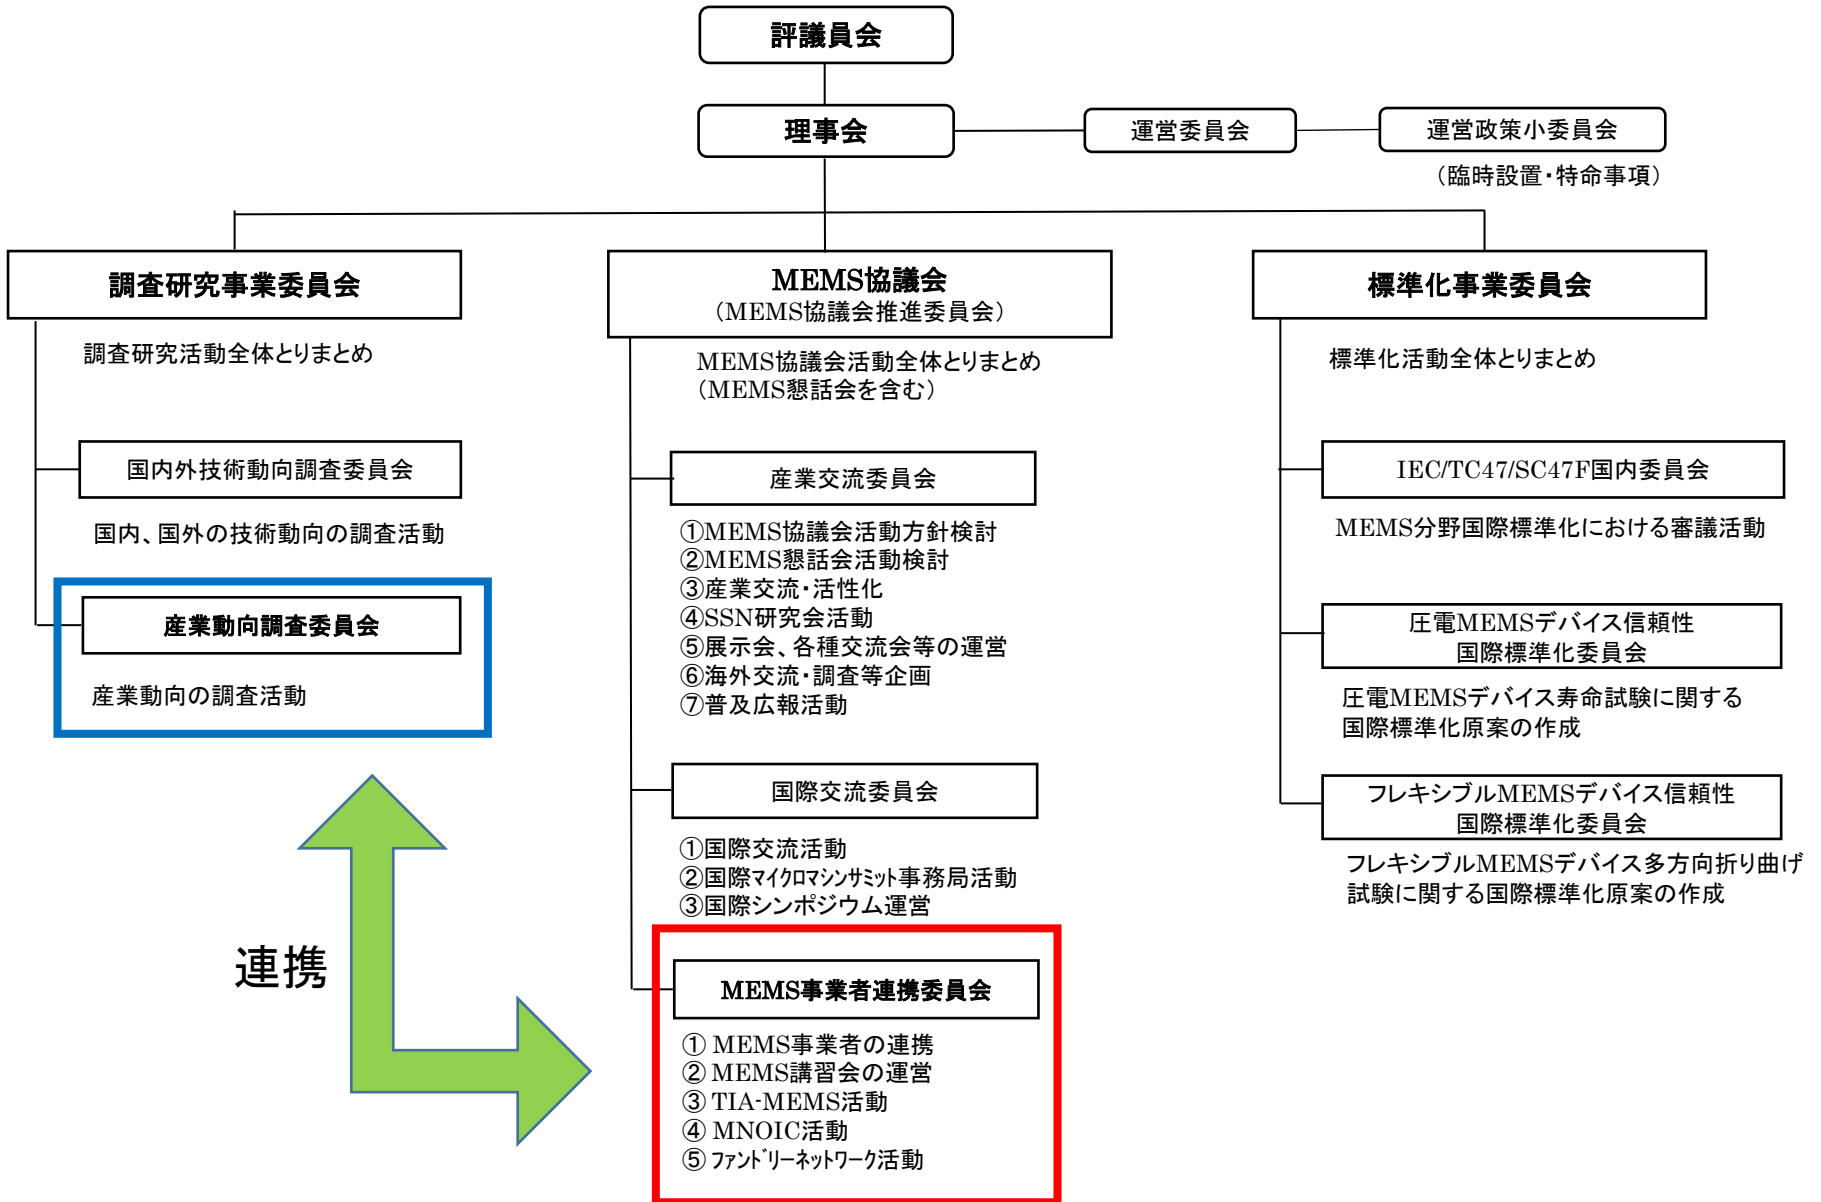 評議員会
理事会
運営委員会
運営政策小委員会
（臨時設置・特命事項）
調査研究事業委員会
調査研究活動全体とりまとめ
国内外技術動向調査委員会
国内、国外の技術動向の調査活動
産業動向調査委員会
産業動向の調査活動
連携
MEMS協議会
（MEMS協議会推進委員会）
MEMS協議会活動全体とりまとめ
（MEMS懇話会を含む）
産業交流委員会
①MEMS協議会活動方針検討
②MEMS懇話会活動検討
③産業交流・活性化
④SSN研究会活動
⑤展示会、各種交流会等の運営
⑥海外交流・調査等企画
⑦普及広報活動
国際交流委員会
①国際交流活動
②国際ﾏｲｸﾛﾏｼﾝｻﾐｯﾄ事務局活動
③国際シンポジウム運営
MEMS事業者連携委員会
① MEMS事業者の連携
② MEMS講習会の運営
③ TIA-MEMS活動
④ MNOIC活動
⑤ ﾌｧﾝﾄﾞﾘｰﾈｯﾄﾜｰｸ活動
標準化事業委員会
標準化活動全体とりまとめ
IEC/TC47/SC47F国内委員会
MEMS分野国際標準化における審議活動
圧電MEMSデバイス信頼性
国際標準化委員会
圧電MEMSデバイス寿命試験に関する
国際標準化原案の作成
フレキシブルMEMSデバイス信頼性
国際標準化委員会
フレキシブルMEMSデバイス多方向折り曲げ
試験に関する国際標準化原案の作成